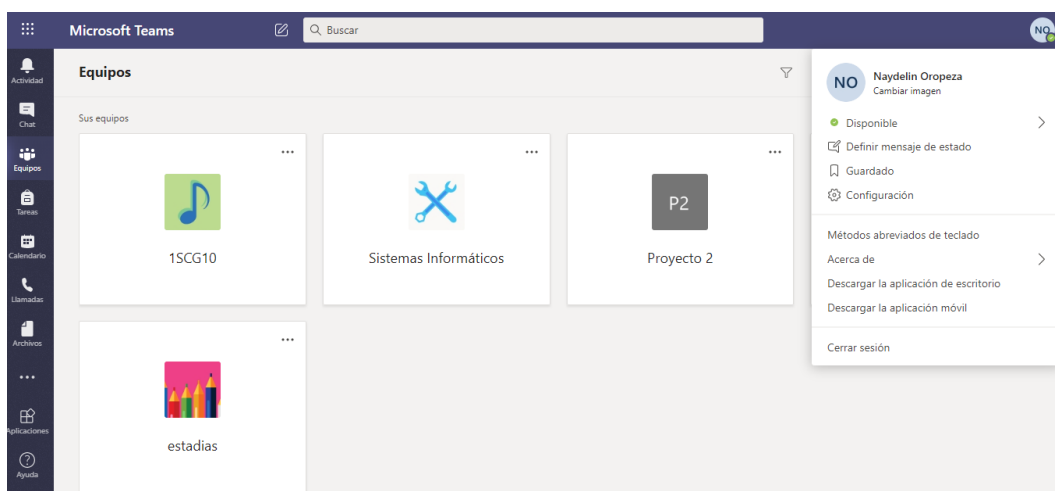 Microsoft Teams
Buscar
NO
Actividad
Chat
Equipos
Tareas
Calendario
Llamadas
Archivos
Aplicaciones
Ayuda
Equipos
Sus equipos
1SCG10
Sistemas Informáticos
P2
Proyecto 2
estadias
NO
Naydelin Oropeza
Cambiar imagen
Disponible
Definir mensaje de estado
Guardado
Configuración
Métodos abreviados de teclado
Acerca de
Descargar la aplicación de escritorio
Descargar la aplicación móvil
Cerrar sesión